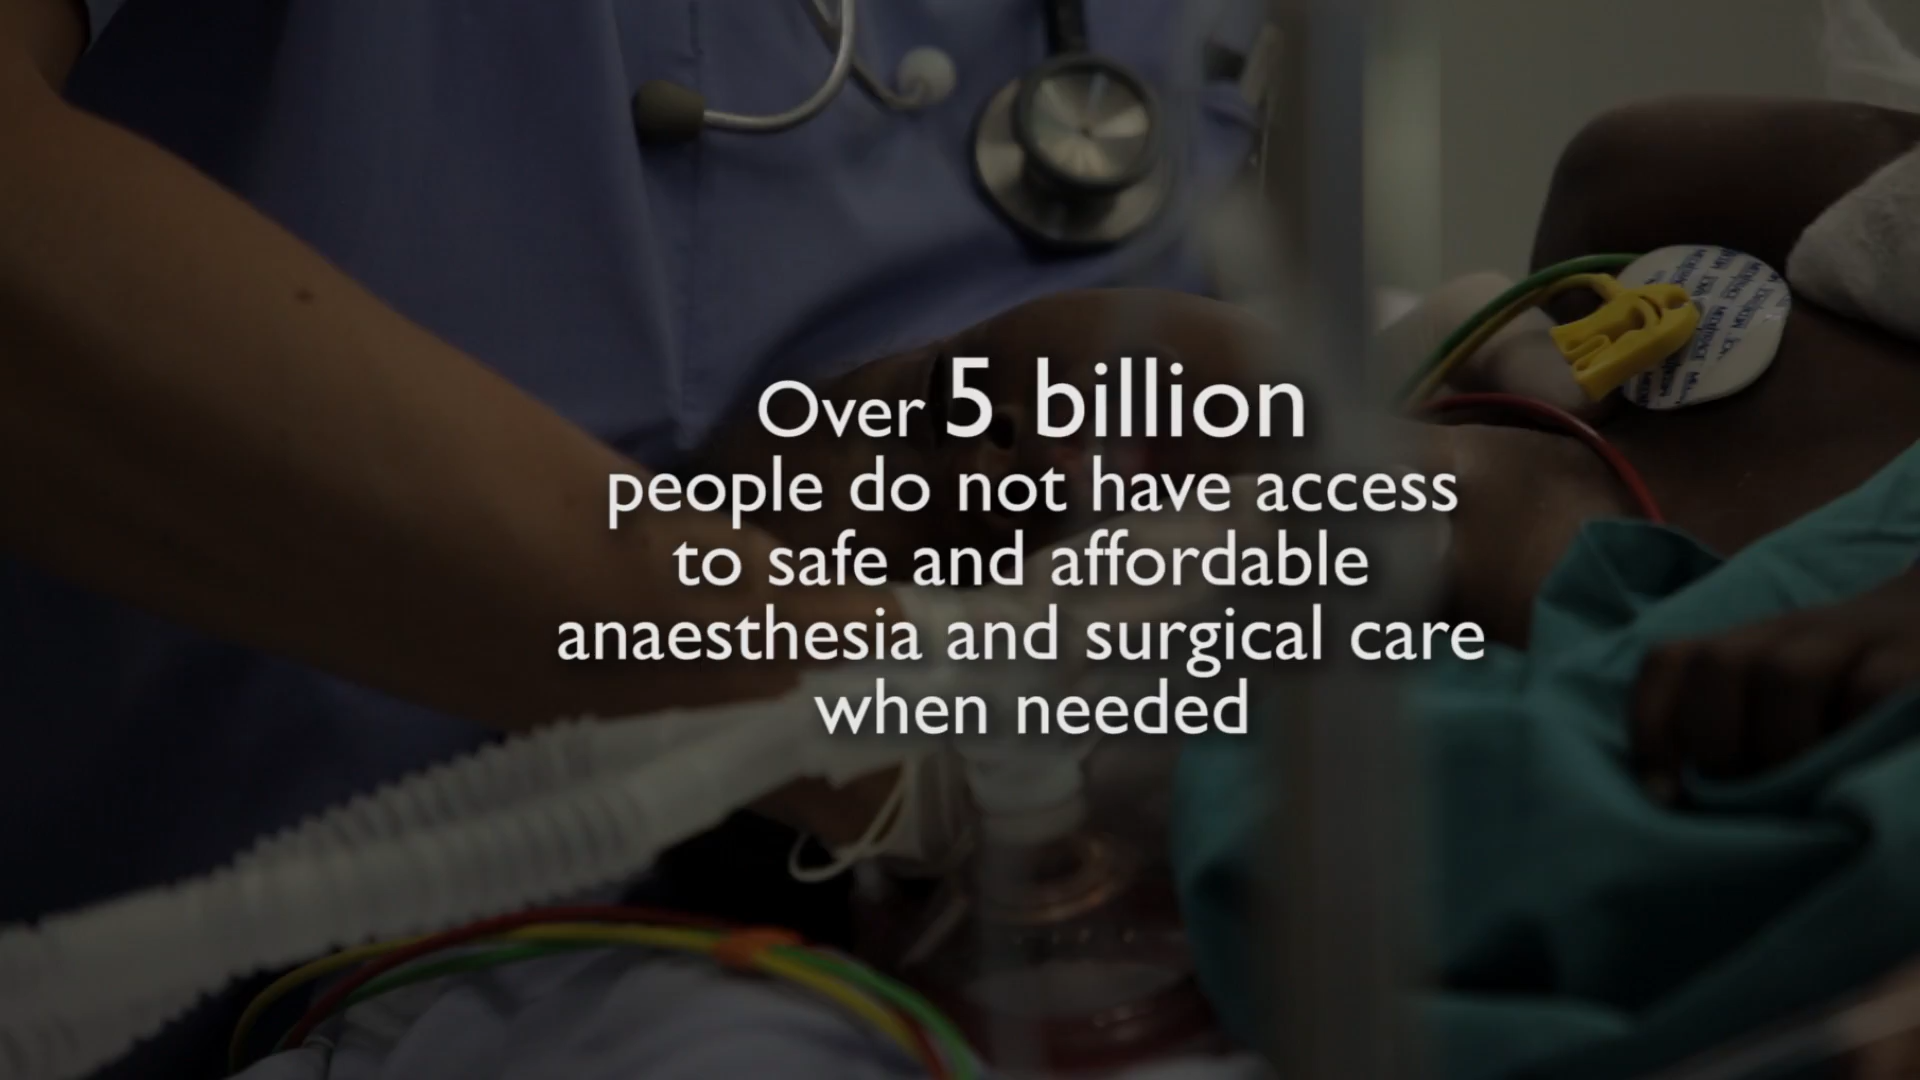 Over 5 billion
people do not have access
to safe and affordable
anaesthesia and surgical care
when needed